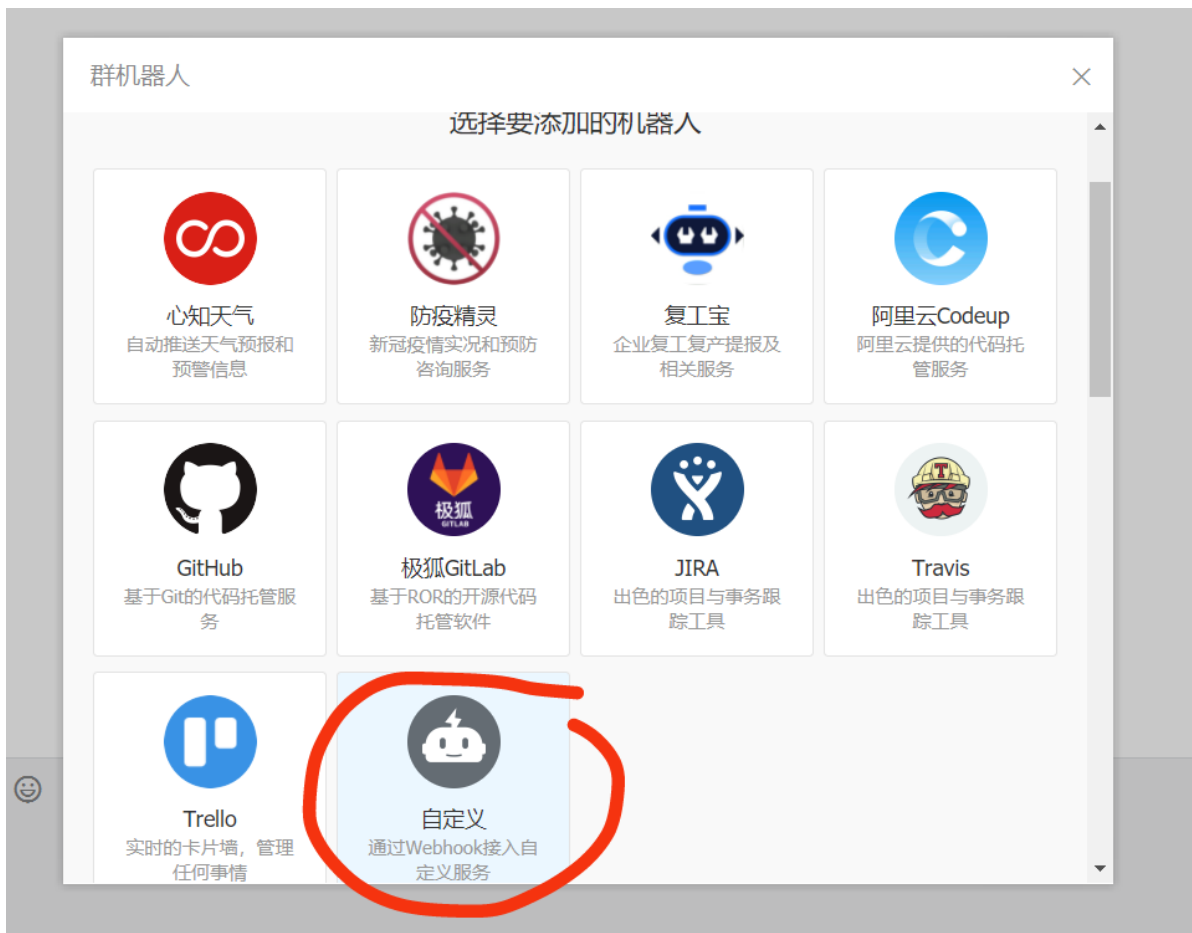 群机器人
选择要添加的机器人
心知天气
自动推送天气预报和
预警信息
防疫精灵
新冠疫情实况和预防
咨询服务
复工宝
企业复工复产提报及
相关服务
阿里云Codeup
阿里云提供的代码托
管服务
GitHub
基于Git的代码托管服
务
极狐
GITLAB
极狐GitLab
基于ROR的开源代码
托管软件
JIRA
出色的项目与事务跟
踪工具
T
Travis
出色的项目与事务跟
踪工具
Trello
实时的卡片墙，管理
任何事情
自定义
通过Webhook接入自
定义服务